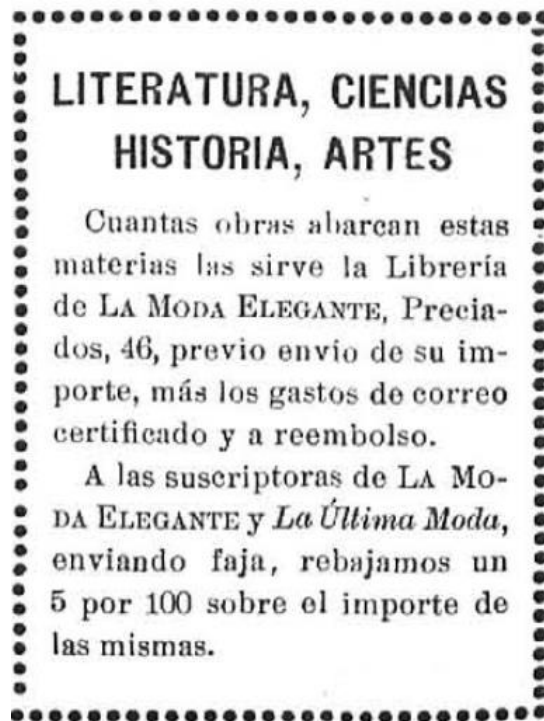 LITERATURA, CIENCIAS
HISTORIA, ARTES
Cuantas obras abarcan estas
materias las sirve la Librería
de LA MODA ELEGANTE, Precia-
dos, 46, previo envío de su im-
porte, más los gastos de correo
certificado y a reembolso.
A las suscriptoras de LA MO-
DA ELEGANTE y La Última Moda,
enviando faja, rebajamos un
5 por 100 sobre el importe de
las mismas.